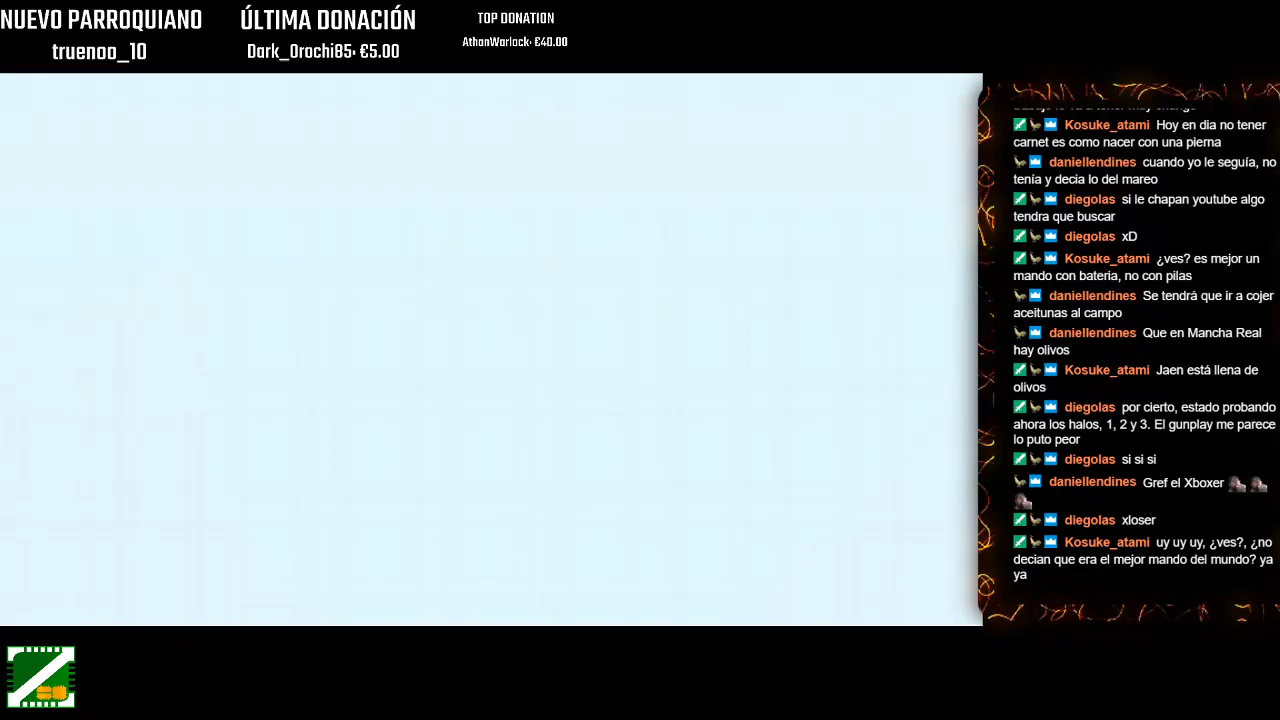 NUEVO PARROQUIANO
truenoo_10
ÚLTIMA DONACIÓN
Dark_Orochi85: €5.00
TOP DONATION
AthanWarlock: €40.00
Kosuke_atami Hoy en dia no tener
carnet es como nacer con una pierna
daniellendines cuando yo le seguía, no
tenía y decia lo del mareo
diegolas si le chapan youtube algo
tendra que buscar
diegolas xD
Kosuke_atami ¿ves? es mejor un
mando con bateria, no con pilas
daniellendines Se tendrá que ir a cojer
aceitunas al campo
daniellendines Que en Mancha Real
hay olivos
Kosuke_atami Jaen está llena de
olivos
diegolas por cierto, estado probando
ahora los halos, 1, 2 y 3. El gunplay me parece
lo puto peor
diegolas si si si
daniellendines Gref el Xboxer
diegolas xloser
Kosuke_atami uy uy uy, ¿ves?, ¿no
decian que era el mejor mando del mundo? ya
ya